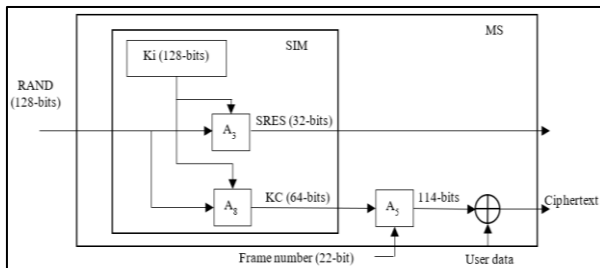 MS
SIM
Ki (128-bits)
RAND
(128-bits)
SRES (32-bits)
A3
KC (64-bits)
114-bits
A8
A5
Ciphertext
Frame number (22-bit)
User data